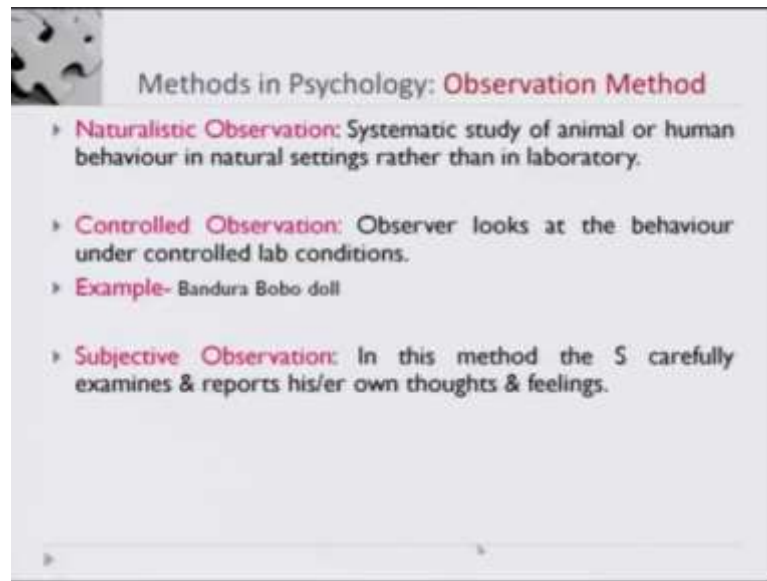 Methods in Psychology: Observation Method
Naturalistic Observation: Systematic study of animal or human
behaviour in natural settings rather than in laboratory.
Controlled Observation: Observer looks at the behaviour
under controlled lab conditions.
Example- Bandura Bobo doll
Subjective Observation: In this method the S carefully
examines & reports his/er own thoughts & feelings.